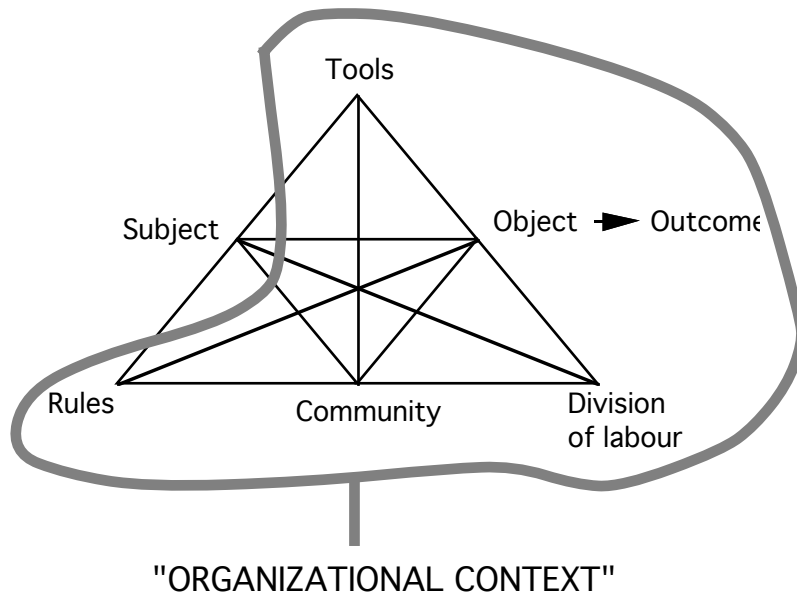 Tools
Subject
Object
Outcome
Rules
Community
Division
of labour
"ORGANIZATIONAL CONTEXT"